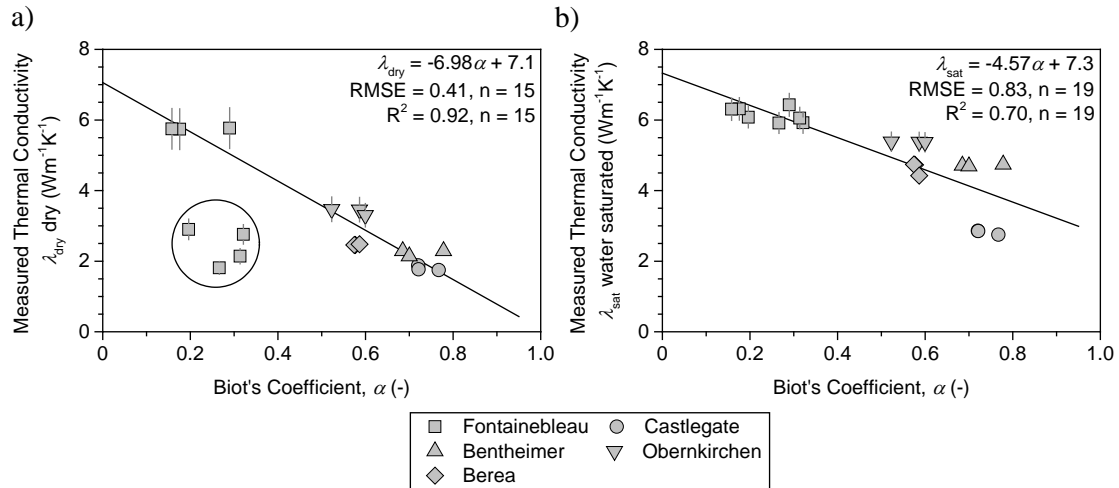 a)
8
6
4
2
0
0.0
0.2
0.4
0.6
0.8
1.0
Measured Thermal Conductivity
λdry dry (Wm⁻¹K⁻¹)
Biot's Coefficient, α (-)
λdry = -6.98α + 7.1
RMSE = 0.41, n = 15
R² = 0.92, n = 15
b)
8
6
4
2
0
0.0
0.2
0.4
0.6
0.8
1.0
Measured Thermal Conductivity
λsat water saturated (Wm⁻¹K⁻¹)
Biot's Coefficient, α (-)
λsat = -4.57α + 7.3
RMSE = 0.83, n = 19
R² = 0.70, n = 19
Fontainebleau
Castlegate
Bentheimer
Obernkirchen
Berea